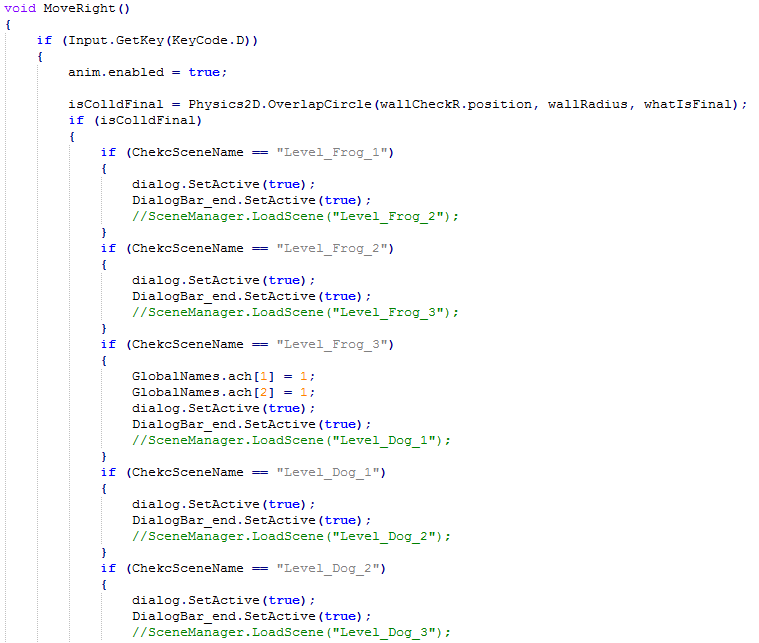 void MoveRight()
{
if (Input.GetKey(KeyCode.D))
{
anim.enabled = true;
isColldFinal = Physics2D.OverlapCircle(wallCheckR.position, wallRadius, whatIsFinal);
if (isColldFinal)
{
if (ChekcSceneName == "Level_Frog_1")
{
dialog.SetActive(true);
DialogBar_end.SetActive(true);
//SceneManager.LoadScene("Level_Frog_2");
}
if (ChekcSceneName == "Level_Frog_2")
{
dialog.SetActive(true);
DialogBar_end.SetActive(true);
//SceneManager.LoadScene("Level_Frog_3");
}
if (ChekcSceneName == "Level_Frog_3")
{
GlobalNames.ach[1] = 1;
GlobalNames.ach[2] = 1;
dialog.SetActive(true);
DialogBar_end.SetActive(true);
//SceneManager.LoadScene("Level_Dog_1");
}
if (ChekcSceneName == "Level_Dog_1")
{
dialog.SetActive(true);
DialogBar_end.SetActive(true);
//SceneManager.LoadScene("Level_Dog_2");
}
if (ChekcSceneName == "Level_Dog_2")
{
dialog.SetActive(true);
DialogBar_end.SetActive(true);
//SceneManager.LoadScene("Level_Dog_3");